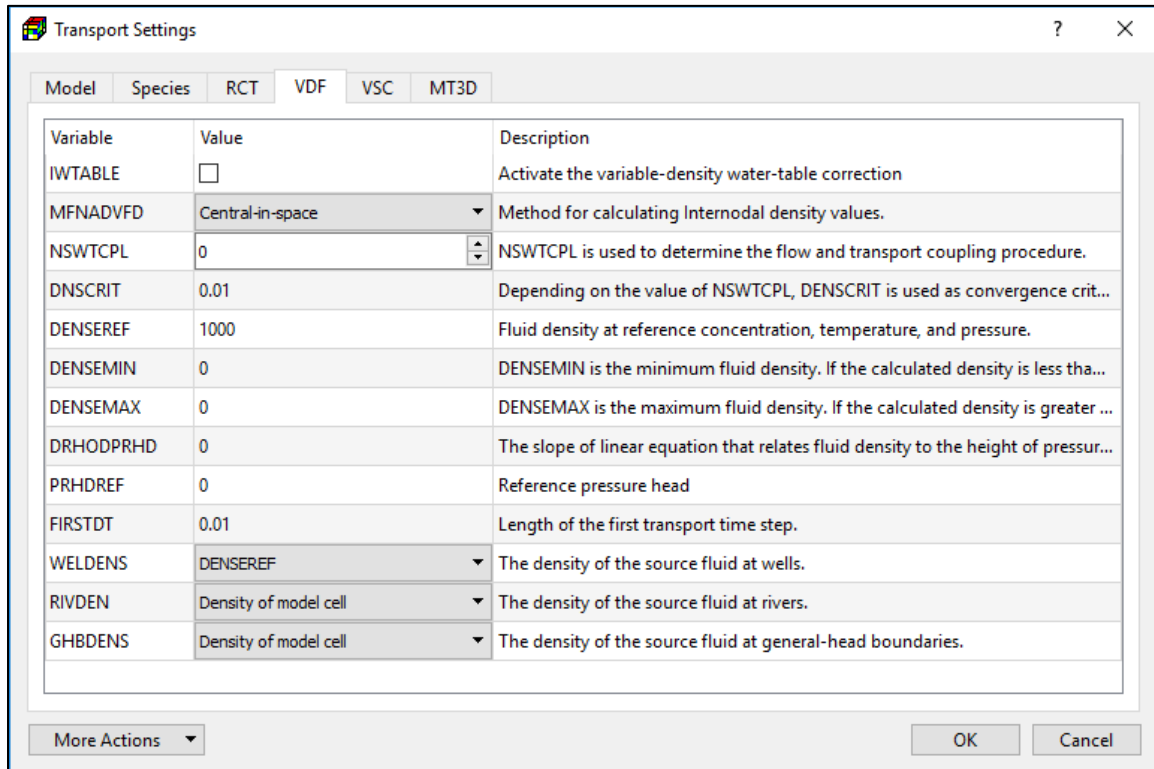 Transport Settings ? ×
Model Species RCT VDF VSC MT3D
Variable Value Description
IWTABLE Activate the variable-density water-table correction
MFNADVFD Central-in-space Method for calculating Internodal density values.
NSWTCPL 0 NSWTCPL is used to determine the flow and transport coupling procedure.
DNSCRIT 0.01 Depending on the value of NSWTCPL, DENSCRIT is used as convergence crit...
DENSEREF 1000 Fluid density at reference concentration, temperature, and pressure.
DENSEMIN 0 DENSEMIN is the minimum fluid density. If the calculated density is less tha...
DENSEMAX 0 DENSEMAX is the maximum fluid density. If the calculated density is greater ...
DRHODPRHD 0 The slope of linear equation that relates fluid density to the height of pressur...
PRHDREF 0 Reference pressure head
FIRSTDT 0.01 Length of the first transport time step.
WELDENS DENSEREF The density of the source fluid at wells.
RIVDEN Density of model cell The density of the source fluid at rivers.
GHBDENS Density of model cell The density of the source fluid at general-head boundaries.
More Actions OK Cancel